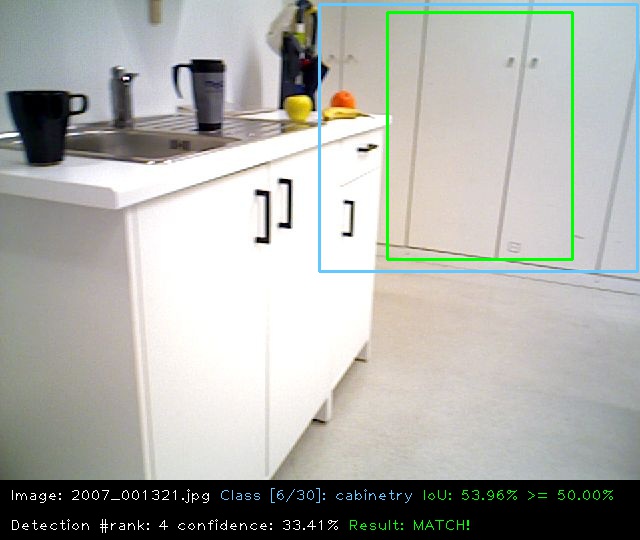 Image: 2007_001321.jpg Class [6/30]: cabinetry IoU: 53.96% >= 50.00%
Detection #rank: 4 confidence: 33.41% Result: MATCH!